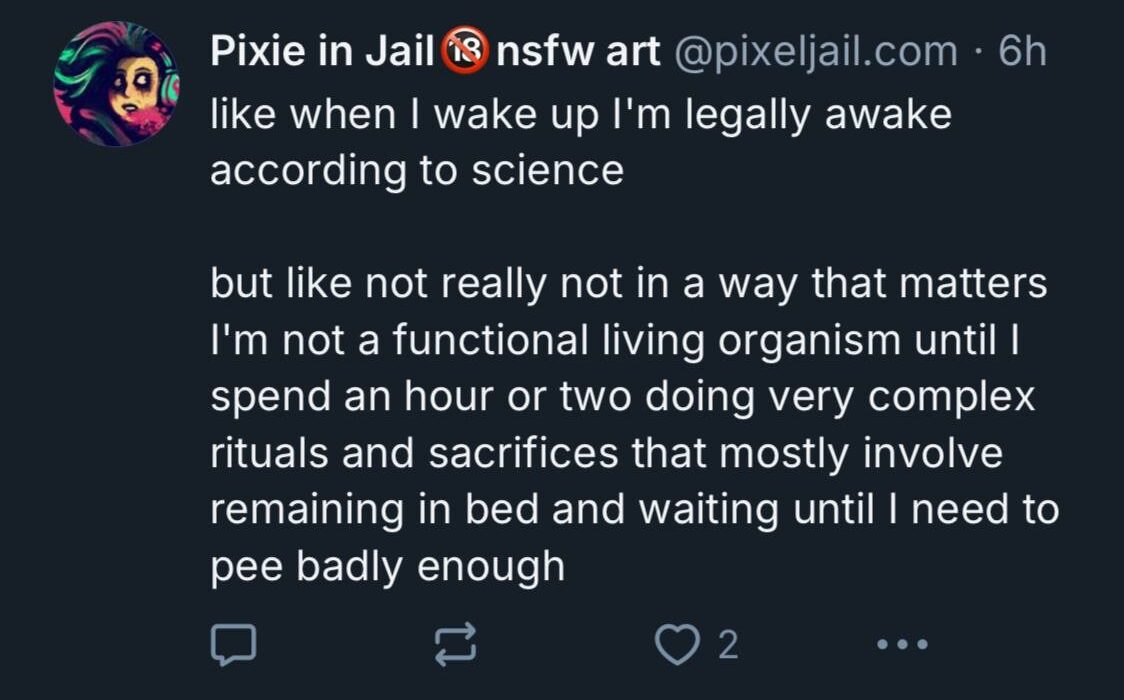 Pixie in Jail🔞nsfw art @pixeljail.com · 6h
like when I wake up I'm legally awake
according to science
but like not really not in a way that matters
I'm not a functional living organism until I
spend an hour or two doing very complex
rituals and sacrifices that mostly involve
remaining in bed and waiting until I need to
pee badly enough
2